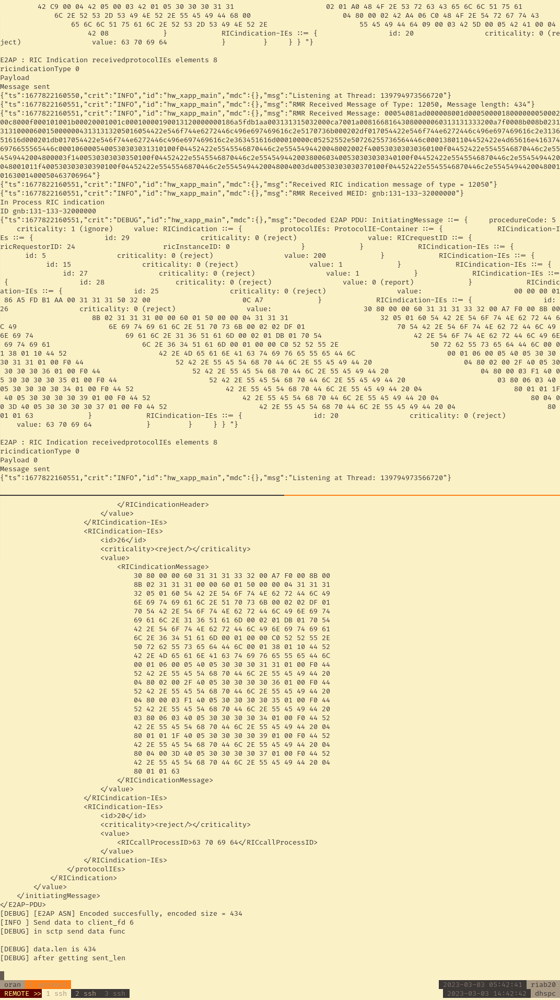 42 C9 00 04 42 05 00 03 42 01 05 30 30 30 31 31                      02 01 A0 48 4F 2E 53 72 63 43 65 6C 6C 51 75 61
6C 2E 52 53 2D 53 49 4E 52 2E 55 45 49 44 68 00                      04 80 00 02 42 A4 06 C0 48 4F 2E 54 72 67 74 43
65 6C 6C 51 75 61 6C 2E 52 53 2D 53 49 4E 52 2E                      55 45 49 44 64 09 00 03 42 5D 00 05 42 41 00 04
42 08             }             RICindication-IEs ::= {                 id: 20                 criticality: 0 (re
ject)                 value: 63 70 69 64             }         }     } } "}
E2AP : RIC Indication receivedprotocolIEs elements 8
ricindicationType 0
Payload
Message sent
{"ts":1677822160550,"crit":"INFO","id":"hw_xapp_main","mdc":{},"msg":"Listening at Thread: 139794973566720"}
{"ts":1677822160551,"crit":"INFO","id":"hw_xapp_main","mdc":{},"msg":"RMR Received Message of Type: 12050, Message length: 434"}
{"ts":1677822160551,"crit":"INFO","id":"hw_xapp_main","mdc":{},"msg":"RMR Received Message: 00054081ad000008001d00050000180000000050002
00c8000f000101001b00020001001c000100001900131200000000186a5fdb1aa003131315032000ca7001a00816681643080000060313131333200a7f0008b008b0231
3131000060015000000431313132050160544­22e546f744e6272446c496e697469616c2e5170736b000202df017054422e546f744e6272446c496e697469616c2e3136
51616d000201db017054422e546f744e6272446c496e697469616c2e363451616d00010000c05252552e50726255736564446c000138011044­52422e4d65616e416374
6976655565446c000106000540053030303131­0100f04452422e5545546870446c2e5545494420048002002f400530303030360100f04452422e5545546870446c2e55
4549442004800003f1400530303030350100f04452422e5545546870446c2e55454944200380060340053030303034­0100f04452422e5545546870446c2e5545494420
048001011f400530303030390100f04452422e5545546870446c2e5545494420048004003d400530303030370100f04452422e5545546870446c2e5545494420048001
0163001400050463706964"}
{"ts":1677822160551,"crit":"INFO","id":"hw_xapp_main","mdc":{},"msg":"Received RIC indication message of type = 12050"}
{"ts":1677822160551,"crit":"INFO","id":"hw_xapp_main","mdc":{},"msg":"RMR Received MEID: gnb:131-133-32000000"}
In Process RIC indication
ID gnb:131-133-32000000
{"ts":1677822160551,"crit":"DEBUG","id":"hw_xapp_main","mdc":{},"msg":"Decoded E2AP PDU: InitiatingMessage ::= {     procedureCode: 5
criticality: 1 (ignore)     value: RICindication ::= {         protocolIEs: ProtocolIE-Container ::= {             RICindication-I
Es ::= {                 id: 29                 criticality: 0 (reject)                 value: RICrequestID ::= {
ricRequestorID: 24                     ricInstanceID: 0                 }             }             RICindication-IEs ::= {
id: 5                 criticality: 0 (reject)                 value: 200             }             RICindication-IEs ::= {
id: 15                 criticality: 0 (reject)                 value: 1             }             RICindication-IEs ::= {
id: 27                 criticality: 0 (reject)                 value: 1             }             RICindication-IEs ::=
{                 id: 28                 criticality: 0 (reject)                 value: 0 (report)             }             RICindic
ation-IEs ::= {                 id: 25                 criticality: 0 (reject)                 value:                      00 00 00 01
86 A5 FD B1 AA 00 31 31 31 50 32 00                      0C A7             }             RICindication-IEs ::= {                 id:
26                 criticality: 0 (reject)                 value:                      30 80 00 00 60 31 31 31 33 32 00 A7 F0 00 8B 00
8B 02 31 31 31 00 00 60 01 50 00 00 04 31 31 31                      32 05 01 60 54 42 2E 54 6F 74 4E 62 72 44 6
C 49                      6E 69 74 69 61 6C 2E 51 70 73 6B 00 02 02 DF 01                      70 54 42 2E 54 6F 74 4E 62 72 44 6C 49
6E 69 74                      69 61 6C 2E 31 36 51 61 6D 00 02 01 DB 01 70 54                      42 2E 54 6F 74 4E 62 72 44 6C 49 6E
69 74 69 61                      6C 2E 36 34 51 61 6D 00 01 00 00 C0 52 52 55 2E                      50 72 62 55 73 65 64 44 6C 00 0
1 38 01 10 44 52                      42 2E 4D 65 61 6E 41 63 74 69 76 65 55 65 44 6C                      00 01 06 00 05 40 05 30 30
30 31 31 01 00 F0 44                      52 42 2E 55 45 54 68 70 44 6C 2E 55 45 49 44 20                      04 80 02 00 2F 40 05 30
30 30 30 36 01 00 F0 44                      52 42 2E 55 45 54 68 70 44 6C 2E 55 45 49 44 20                      04 80 00 03 F1 40 0
5 30 30 30 30 35 01 00 F0 44                      52 42 2E 55 45 54 68 70 44 6C 2E 55 45 49 44 20                      03 80 06 03 40
05 30 30 30 30 34 01 00 F0 44 52                      42 2E 55 45 54 68 70 44 6C 2E 55 45 49 44 20 04                      80 01 01 1F
40 05 30 30 30 30 39 01 00 F0 44 52                      42 2E 55 45 54 68 70 44 6C 2E 55 45 49 44 20 04                      80 04 0
0 3D 40 05 30 30 30 30 37 01 00 F0 44 52                      42 2E 55 45 54 68 70 44 6C 2E 55 45 49 44 20 04                      80
01 01 63             }             RICindication-IEs ::= {                 id: 20                 criticality: 0 (reject)
value: 63 70 69 64             }         }     } } "}
E2AP : RIC Indication receivedprotocolIEs elements 8
ricindicationType 0
Payload 0
Message sent
{"ts":1677822160551,"crit":"INFO","id":"hw_xapp_main","mdc":{},"msg":"Listening at Thread: 139794973566720"}
</RICindicationHeader>
</value>
</RICindication-IEs>
<RICindication-IEs>
<id>26</id>
<criticality><reject/></criticality>
<value>
<RICindicationMessage>
30 80 00 00 60 31 31 31 33 32 00 A7 F0 00 8B 00
8B 02 31 31 31 00 00 60 01 50 00 00 04 31 31 31
32 05 01 60 54 42 2E 54 6F 74 4E 62 72 44 6C 49
6E 69 74 69 61 6C 2E 51 70 73 6B 00 02 02 DF 01
70 54 42 2E 54 6F 74 4E 62 72 44 6C 49 6E 69 74
69 61 6C 2E 31 36 51 61 6D 00 02 01 DB 01 70 54
42 2E 54 6F 74 4E 62 72 44 6C 49 6E 69 74 69 61
6C 2E 36 34 51 61 6D 00 01 00 00 C0 52 52 55 2E
50 72 62 55 73 65 64 44 6C 00 01 38 01 10 44 52
42 2E 4D 65 61 6E 41 63 74 69 76 65 55 65 44 6C
00 01 06 00 05 40 05 30 30 30 31 31 01 00 F0 44
52 42 2E 55 45 54 68 70 44 6C 2E 55 45 49 44 20
04 80 02 00 2F 40 05 30 30 30 30 36 01 00 F0 44
52 42 2E 55 45 54 68 70 44 6C 2E 55 45 49 44 20
04 80 00 03 F1 40 05 30 30 30 30 35 01 00 F0 44
52 42 2E 55 45 54 68 70 44 6C 2E 55 45 49 44 20
03 80 06 03 40 05 30 30 30 30 34 01 00 F0 44 52
42 2E 55 45 54 68 70 44 6C 2E 55 45 49 44 20 04
80 01 01 1F 40 05 30 30 30 30 39 01 00 F0 44 52
42 2E 55 45 54 68 70 44 6C 2E 55 45 49 44 20 04
80 04 00 3D 40 05 30 30 30 30 37 01 00 F0 44 52
42 2E 55 45 54 68 70 44 6C 2E 55 45 49 44 20 04
80 01 01 63
</RICindicationMessage>
</value>
</RICindication-IEs>
<RICindication-IEs>
<id>20</id>
<criticality><reject/></criticality>
<value>
<RICcallProcessID>63 70 69 64</RICcallProcessID>
</value>
</RICindication-IEs>
</protocolIEs>
</RICindication>
</value>
</initiatingMessage>
</E2AP-PDU>
[DEBUG] [E2AP ASN] Encoded succesfully, encoded size = 434
[INFO ] Send data to client_fd 6
[DEBUG] in sctp send data func
[DEBUG] data.len is 434
[DEBUG] after getting sent_len
oran 1 2023-03-03 05:42:41 riab20
REMOTE >> 1 ssh 2 ssh 3 ssh 2023-03-03 14:42:42 dhspc